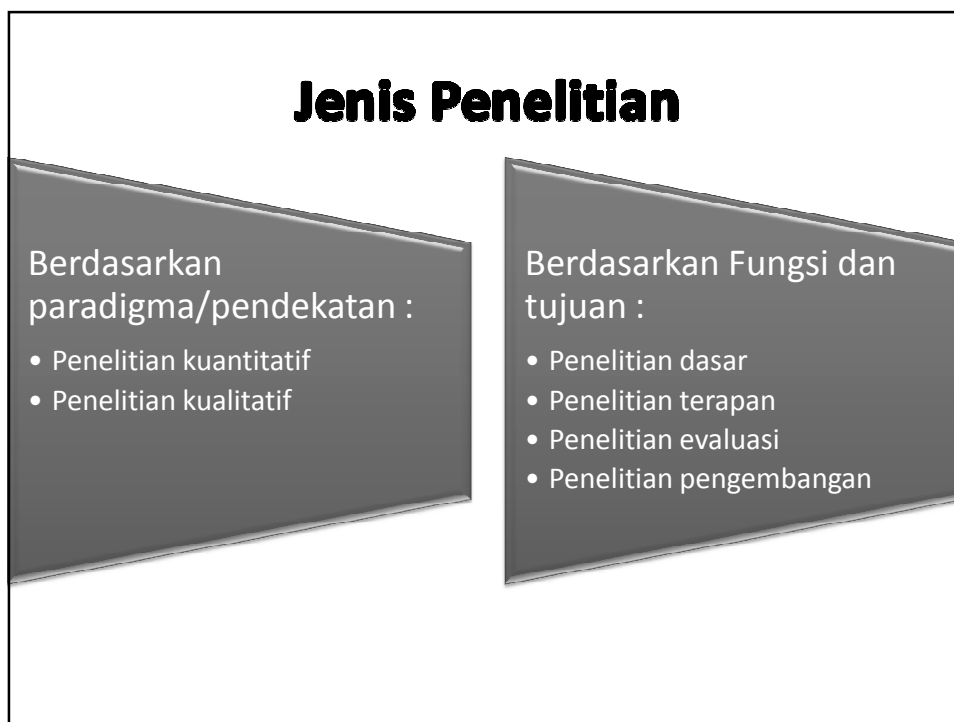 Jenis Penelitian
Berdasarkan
paradigma/pendekatan :
• Penelitian kuantitatif
• Penelitian kualitatif
Berdasarkan Fungsi dan
tujuan :
• Penelitian dasar
• Penelitian terapan
• Penelitian evaluasi
• Penelitian pengembangan